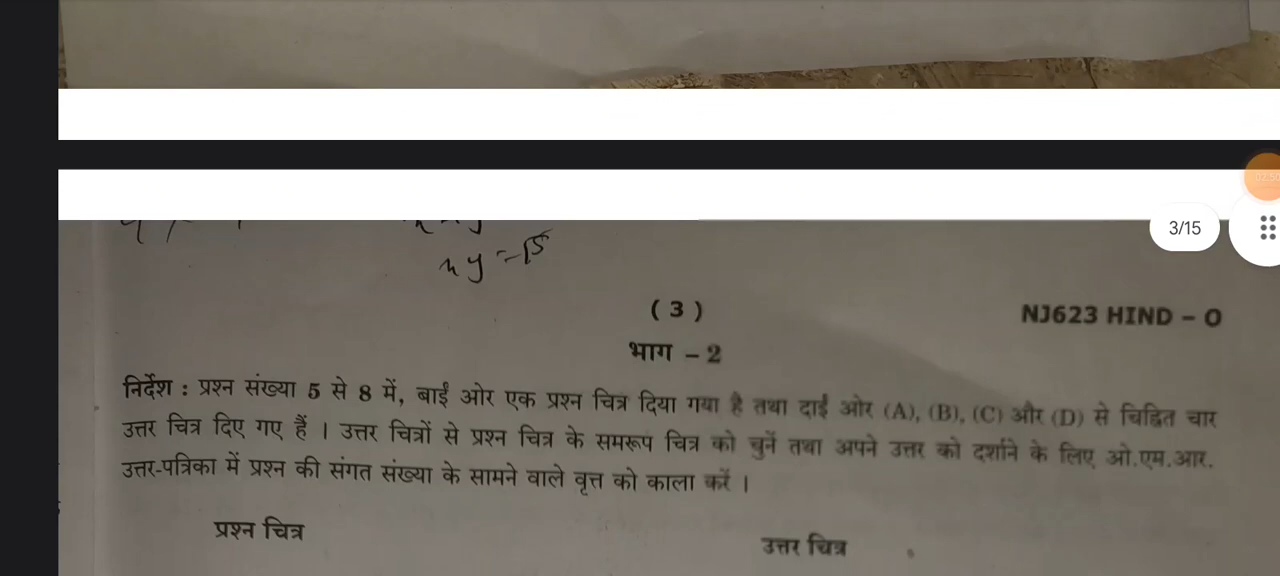 xy = 15
3/15
( 3 )
NJ623 HIND – O
भाग – 2
निर्देश : प्रश्न संख्या 5 से 8 में, बाईं ओर एक प्रश्न चित्र दिया गया है तथा दाईं ओर (A), (B), (C) और (D) से चिह्नित चार
उत्तर चित्र दिए गए हैं । उत्तर चित्रों से प्रश्न चित्र के समरूप चित्र को चुनें तथा अपने उत्तर को दर्शाने के लिए ओ.एम.आर.
उत्तर-पत्रिका में प्रश्न की संगत संख्या के सामने वाले वृत्त को काला करें ।
प्रश्न चित्र
उत्तर चित्र